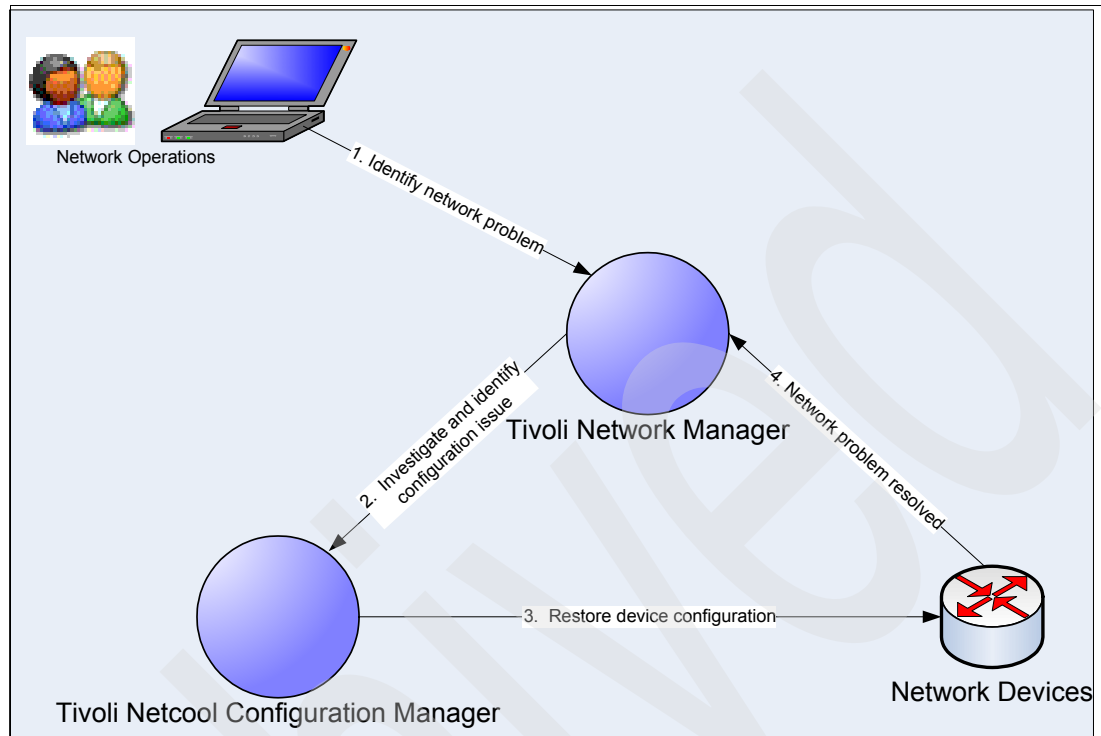 Network Operations
1. Identify network problem
Tivoli Network Manager
2. Investigate and identify
configuration issue
4. Network problem resolved
3. Restore device configuration
Tivoli Netcool Configuration Manager
Network Devices